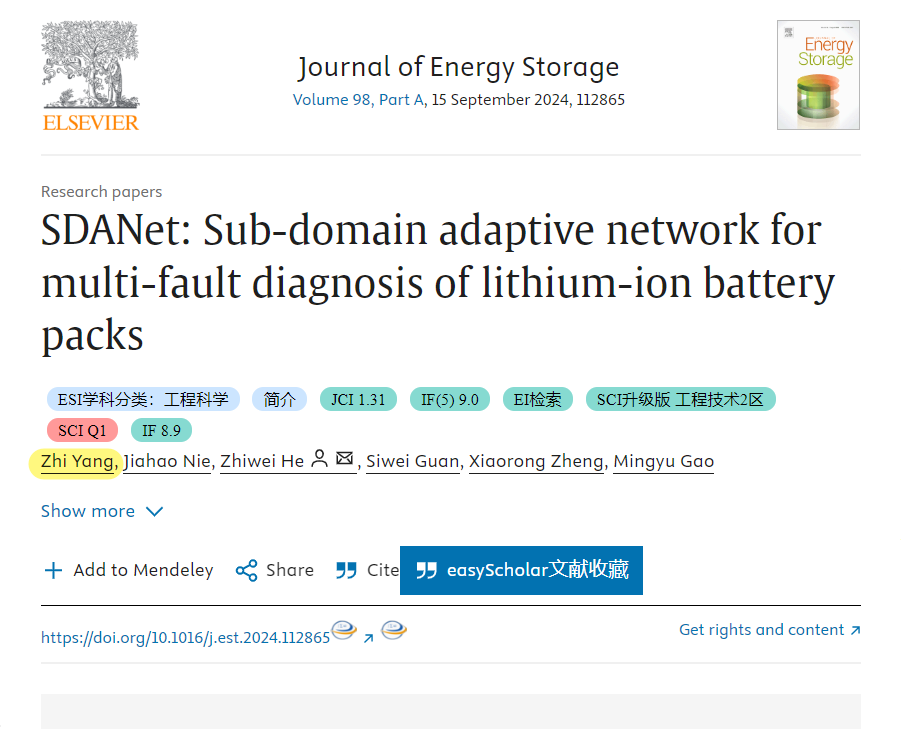 ELSEVIER
Journal of Energy Storage
Volume 98, Part A, 15 September 2024, 112865
Energy
Storage
Research papers
SDANet: Sub-domain adaptive network for
multi-fault diagnosis of lithium-ion battery
packs
ESI学科分类：工程科学 简介 JCI 1.31 IF(5) 9.0 EI检索 SCI升级版 工程技术2区
SCI Q1 IF 8.9
Zhi Yang, Jiahao Nie, Zhiwei He , Siwei Guan, Xiaorong Zheng, Mingyu Gao
Show more
Add to Mendeley Share Cite easyScholar文献收藏
https://doi.org/10.1016/j.est.2024.112865
Get rights and content